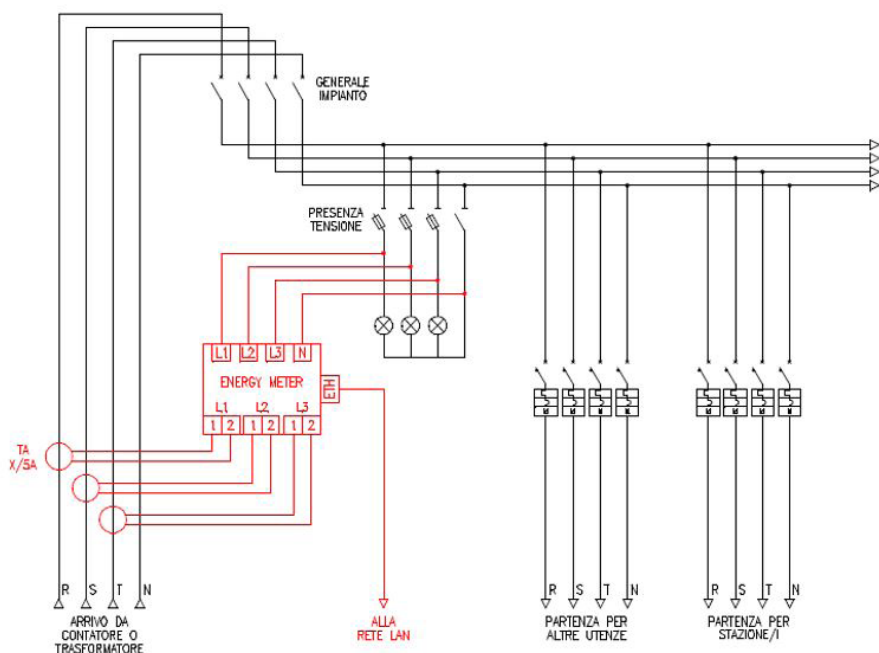 GENERALE
IMPIANTO
PRESENZA
TENSIONE
L1 L2 L3 N
ENERGY METER
ETH
L1 L2 L3
1 2 1 2 1 2
TA
X/5A
R S T N
ARRIVO DA
CONTATORE O
TRASFORMATORE
ALLA
RETE LAN
R S T N
PARTENZA PER
ALTRE UTENZE
R S T N
PARTENZA PER
STAZIONE/I